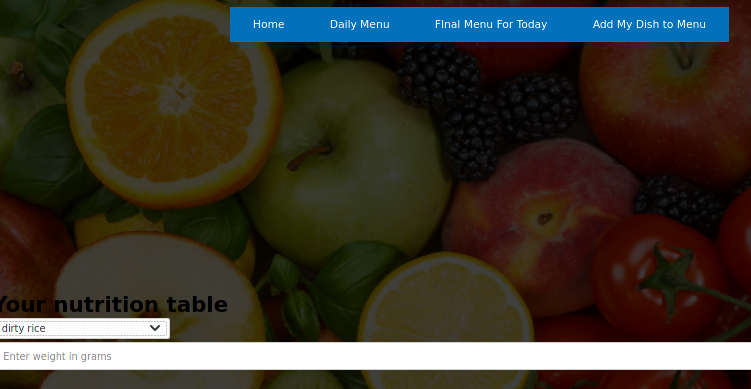 Home Daily Menu FInal Menu For Today Add My Dish to Menu
Your nutrition table
dirty rice
Enter weight in grams